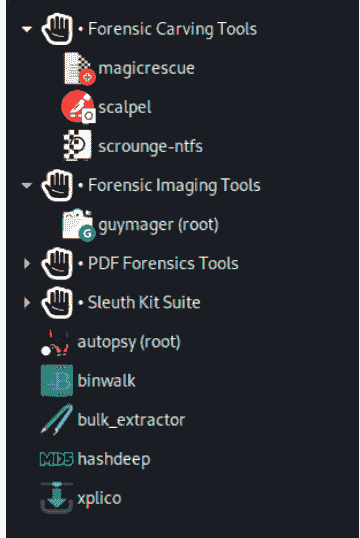 • Forensic Carving Tools
magicrescue
scalpel
scrounge-ntfs
• Forensic Imaging Tools
G guymager (root)
• PDF Forensics Tools
• Sleuth Kit Suite
autopsy (root)
B binwalk
bulk_extractor
MD5 hashdeep
xplico